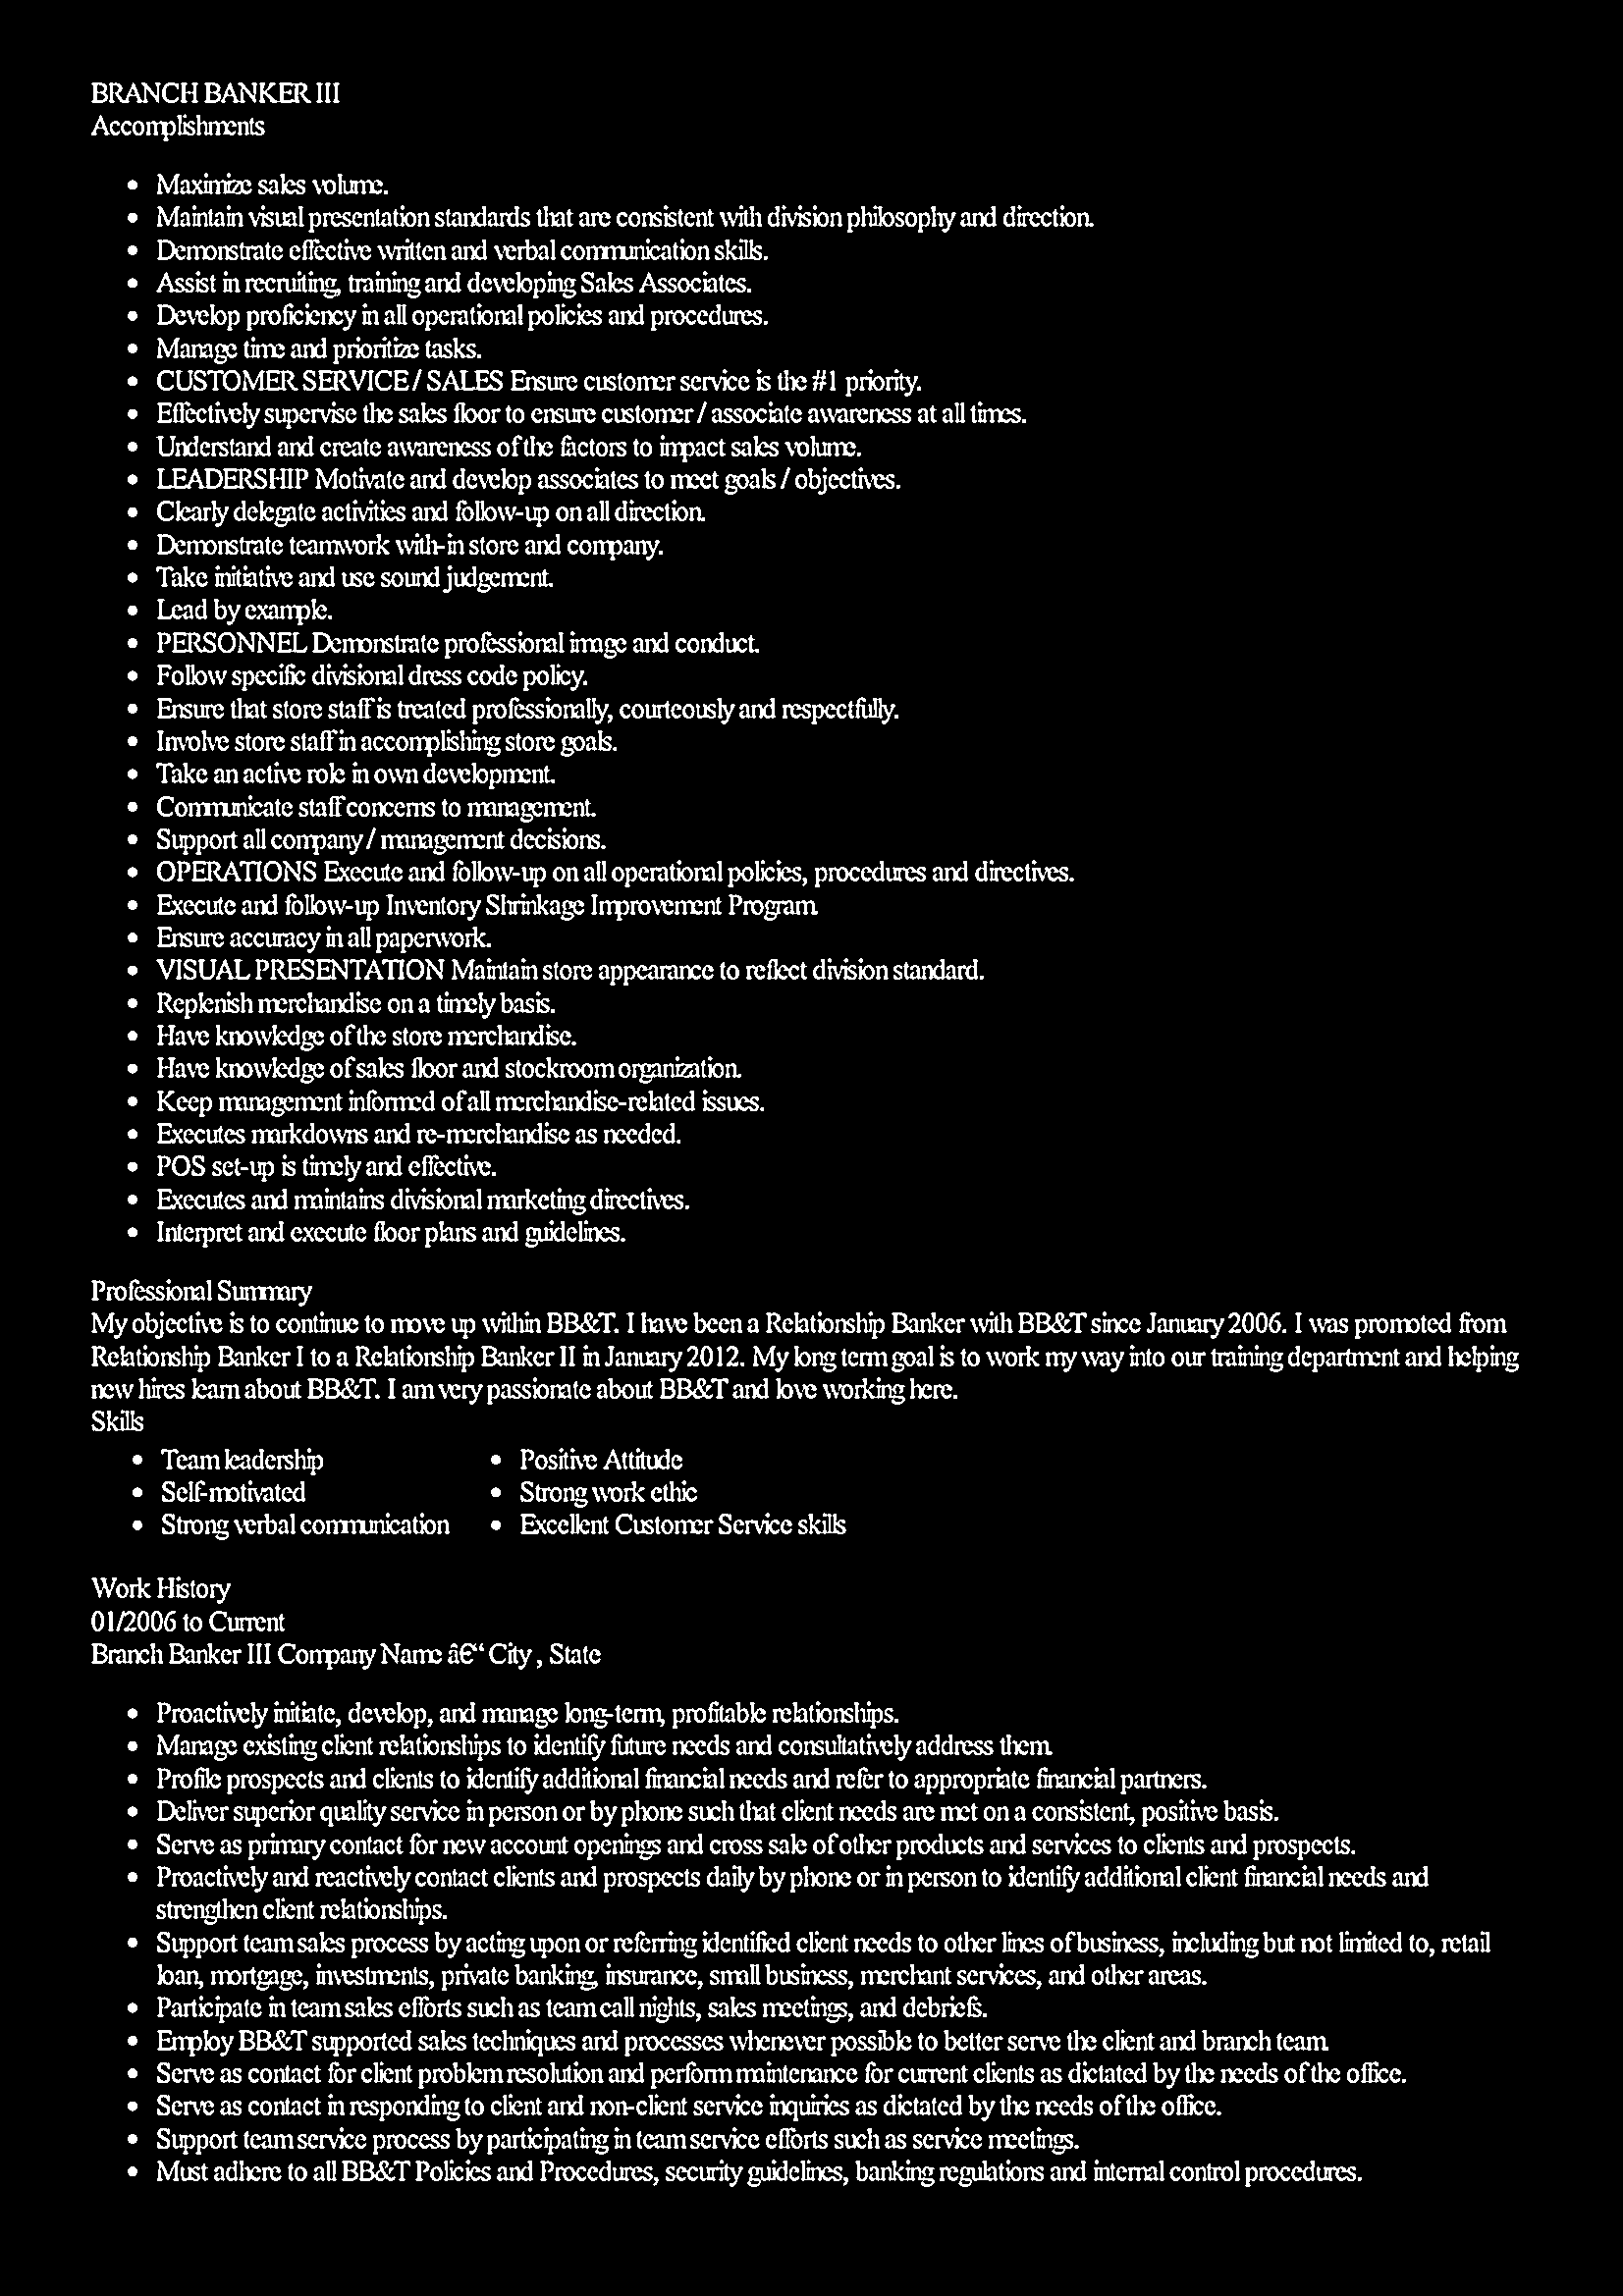 BRANCH BANKER III
Accomplishments
• Maximize sales volume.
• Maintain visual presentation standards that are consistent with division philosophy and direction.
• Demonstrate effective written and verbal communication skills.
• Assist in recruiting, training and developing Sales Associates.
• Develop proficiency in all operational policies and procedures.
• Manage time and prioritize tasks.
• CUSTOMER SERVICE / SALES Ensure customer service is the #1 priority.
• Effectively supervise the sales floor to ensure customer / associate awareness at all times.
• Understand and create awareness of the factors to impact sales volume.
• LEADERSHIP Motivate and develop associates to meet goals / objectives.
• Clearly delegate activities and follow-up on all direction.
• Demonstrate teamwork with-in store and company.
• Take initiative and use sound judgement.
• Lead by example.
• PERSONNEL Demonstrate professional image and conduct.
• Follow specific divisional dress code policy.
• Ensure that store staff is treated professionally, courteously and respectfully.
• Involve store staff in accomplishing store goals.
• Take an active role in own development.
• Communicate staff concerns to management.
• Support all company / management decisions.
• OPERATIONS Execute and follow-up on all operational policies, procedures and directives.
• Execute and follow-up Inventory Shrinkage Improvement Program.
• Ensure accuracy in all paperwork.
• VISUAL PRESENTATION Maintain store appearance to reflect division standard.
• Replenish merchandise on a timely basis.
• Have knowledge of the store merchandise.
• Have knowledge of sales floor and stockroom organization.
• Keep management informed of all merchandise-related issues.
• Executes markdowns and re-merchandise as needed.
• POS set-up is timely and effective.
• Executes and maintains divisional marketing directives.
• Interpret and execute floor plans and guidelines.
Professional Summary
My objective is to continue to move up within BB&T. I have been a Relationship Banker with BB&T since January 2006. I was promoted from
Relationship Banker I to a Relationship Banker II in January 2012. My long term goal is to work my way into our training department and helping
new hires learn about BB&T. I am very passionate about BB&T and love working here.
Skills
• Team leadership
• Self-motivated
• Strong verbal communication
• Positive Attitude
• Strong work ethic
• Excellent Customer Service skills
Work History
01/2006 to Current
Branch Banker III Company Name â€“ City , State
• Proactively initiate, develop, and manage long-term, profitable relationships.
• Manage existing client relationships to identify future needs and consultatively address them.
• Profile prospects and clients to identify additional financial needs and refer to appropriate financial partners.
• Deliver superior quality service in person or by phone such that client needs are met on a consistent, positive basis.
• Serve as primary contact for new account openings and cross sale of other products and services to clients and prospects.
• Proactively and reactively contact clients and prospects daily by phone or in person to identify additional client financial needs and
strengthen client relationships.
• Support team sales process by acting upon or referring identified client needs to other lines of business, including but not limited to, retail
loan, mortgage, investments, private banking, insurance, small business, merchant services, and other areas.
• Participate in team sales efforts such as team call nights, sales meetings, and debriefs.
• Employ BB&T supported sales techniques and processes whenever possible to better serve the client and branch team.
• Serve as contact for client problem resolution and perform maintenance for current clients as dictated by the needs of the office.
• Serve as contact in responding to client and non-client service inquiries as dictated by the needs of the office.
• Support team service process by participating in team service efforts such as service meetings.
• Must adhere to all BB&T Policies and Procedures, security guidelines, banking regulations and internal control procedures.